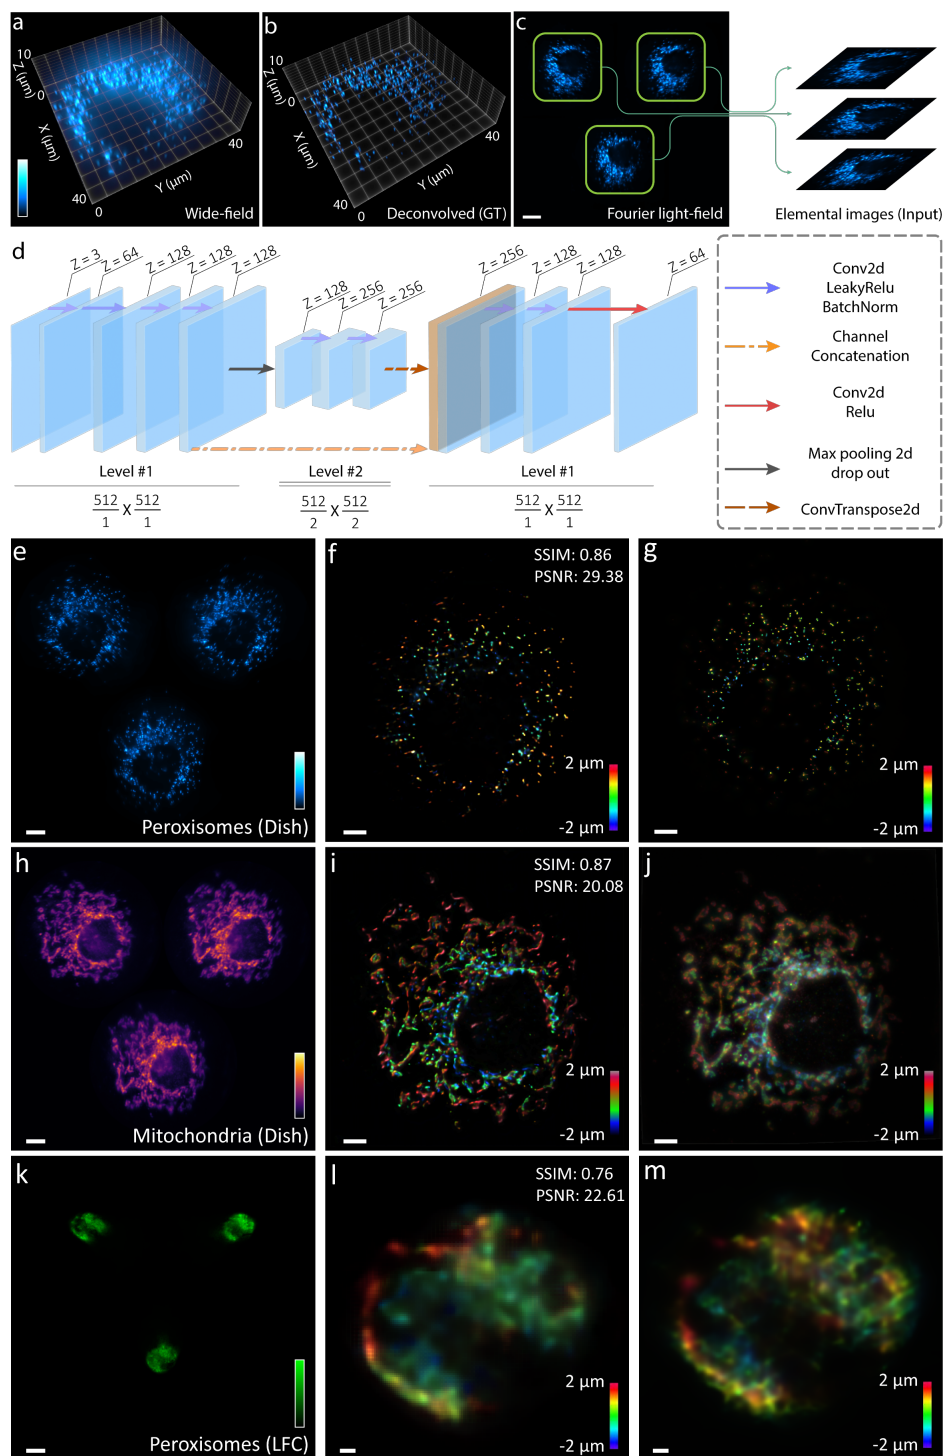 a
10
Z (µm)
0
X (µm)
40
0
Y (µm)
40
Wide-field
b
10
Z (µm)
0
X (µm)
40
0
Y (µm)
40
Deconvolved (GT)
c
Fourier light-field
Elemental images (Input)
d
Z = 3
Z = 64
Z = 128
Z = 128
Z = 128
Z = 128
Z = 256
Z = 256
Z = 256
Z = 128
Z = 128
Z = 64
Level #1
512/1 X 512/1
Level #2
512/2 X 512/2
Level #1
512/1 X 512/1
Conv2d
LeakyRelu
BatchNorm
Channel
Concatenation
Conv2d
Relu
Max pooling 2d
drop out
ConvTranspose2d
e
Peroxisomes (Dish)
f
SSIM: 0.86
PSNR: 29.38
2 µm
-2 µm
g
2 µm
-2 µm
h
Mitochondria (Dish)
i
SSIM: 0.87
PSNR: 20.08
2 µm
-2 µm
j
2 µm
-2 µm
k
Peroxisomes (LFC)
l
SSIM: 0.76
PSNR: 22.61
2 µm
-2 µm
m
2 µm
-2 µm